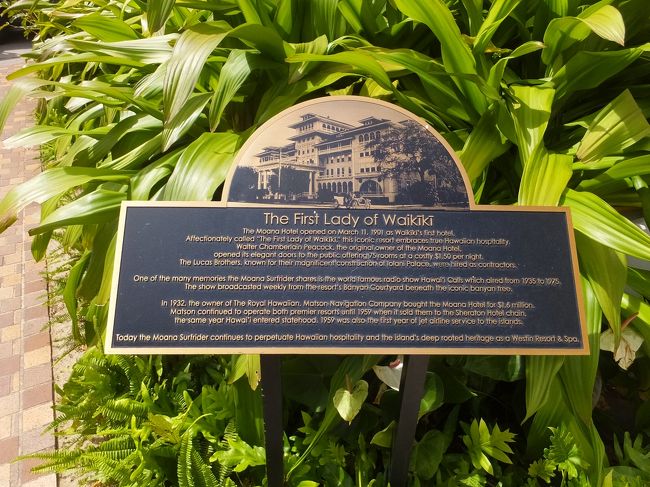 The First Lady of Waikīkī
The Moana Hotel opened on March 11, 1901 as Waikīkī's first hotel.
Affectionately called "The First Lady of Waikīkī," this iconic resort embraces true Hawaiian hospitality.
Walter Chamberlain Peacock, the original owner of the Moana Hotel,
opened its elegant doors to the public offering 75 rooms at a costly $1.50 per night.
The Lucas Brothers, known for their magnificent construction of Iolani Palace, were hired as contractors.
One of the many memories the Moana Surfrider shares is the world famous radio show Hawai'i Calls which aired from 1935 to 1975.
The show broadcasted weekly from the resort's Banyan Courtyard beneath the iconic banyan tree.
In 1932, the owner of The Royal Hawaiian, Matson Navigation Company bought the Moana Hotel for $1.6 million.
Matson continued to operate both premier resorts until 1959 when it sold them to the Sheraton Hotel chain,
the same year Hawai'i entered statehood. 1959 was also the first year of jet airline service to the islands.
Today the Moana Surfrider continues to perpetuate Hawaiian hospitality and the island's deep rooted heritage as a Westin Resort & Spa.